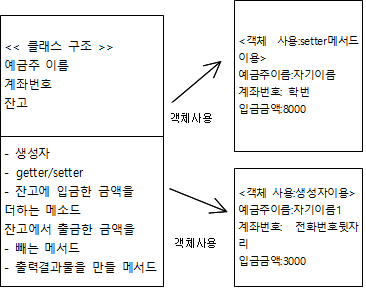 << 클래스 구조 >>
예금주 이름
계좌번호
잔고
- 생성자
- getter/setter
- 잔고에 입금한 금액을
더하는 메소드
잔고에서 출금한 금액을
- 빼는 메서드
- 출력결과물을 만들 메서드
객체사용
객체사용
<객체 사용:setter메서드
이용>
예금주이름:자기이름
계좌번호: 학번
입금금액:8000
<객체 사용:생성자이용>
예금주이름:자기이름1
계좌번호: 전화번호뒷자
리
입금금액:3000